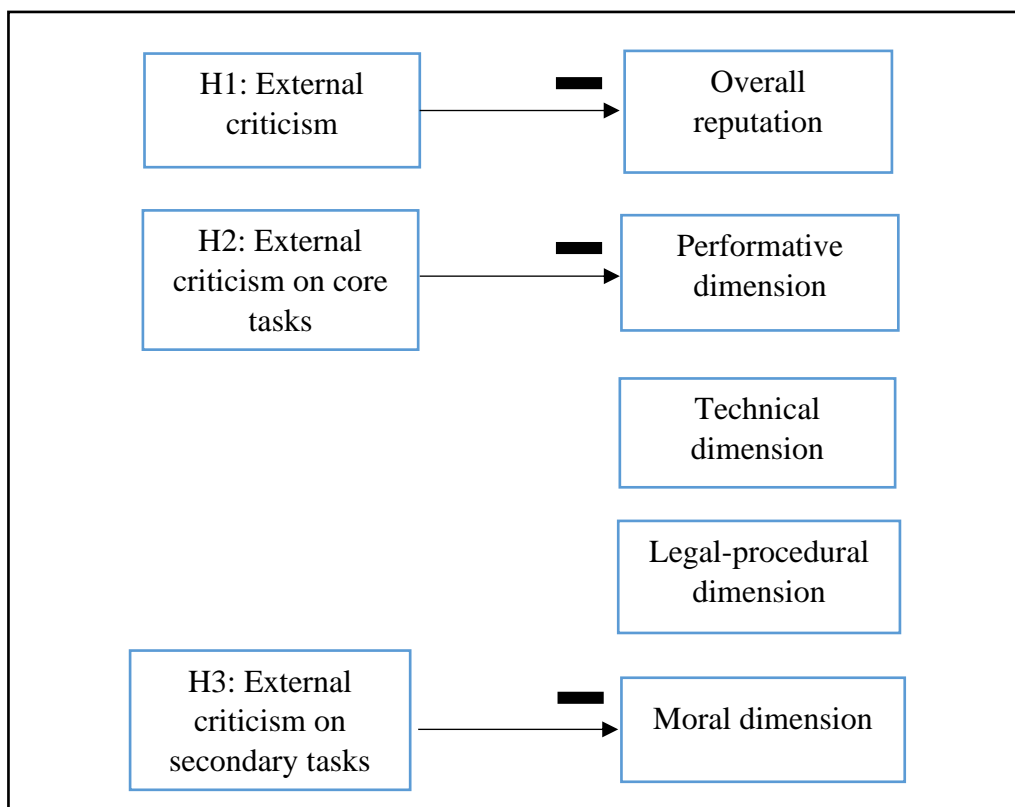 H1: External
criticism
Overall
reputation
H2: External
criticism on core
tasks
Performative
dimension
Technical
dimension
Legal-procedural
dimension
H3: External
criticism on
secondary tasks
Moral dimension